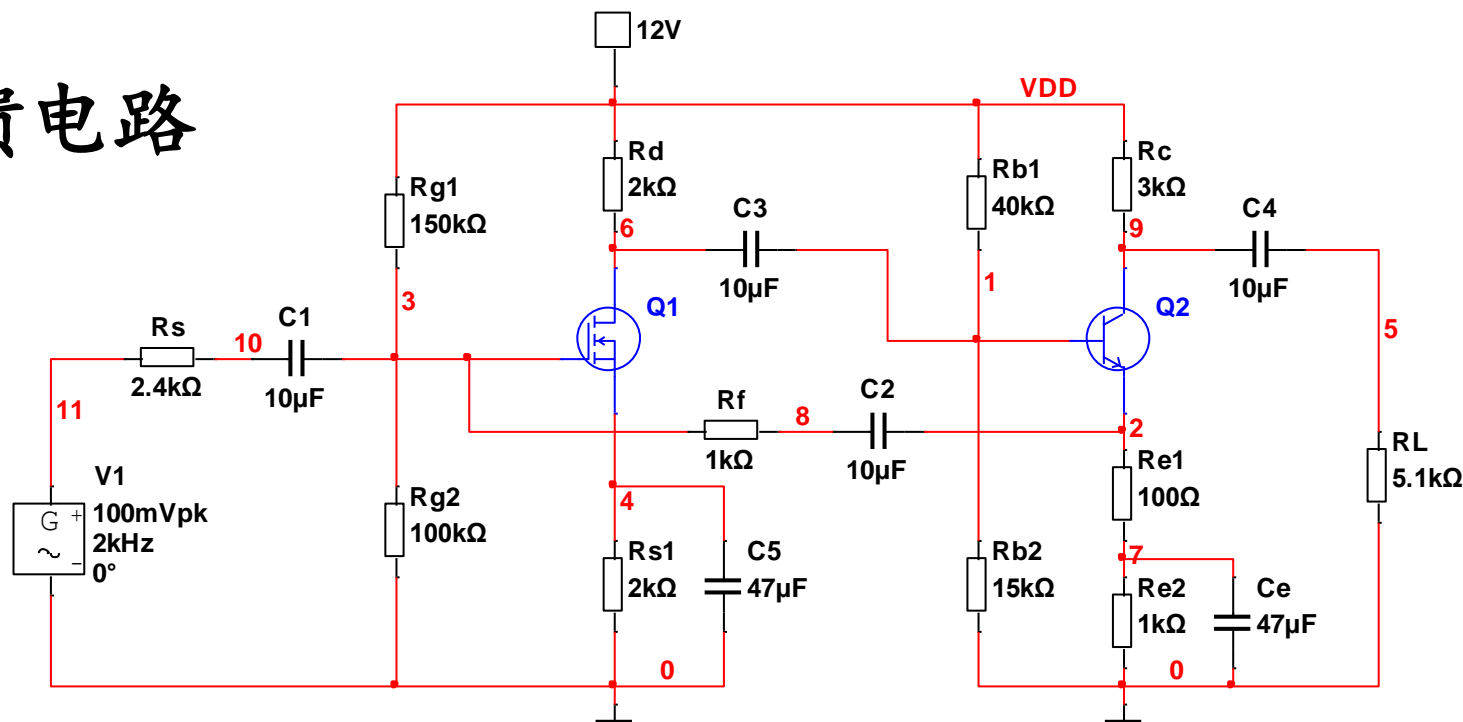 12V
贵电路
VDD
Rd
2kΩ
Rc
3kΩ
Rb1
40kΩ
Rg1
150kΩ
C3
10µF
C4
10µF
6
9
1
3
Q1
Q2
5
Rs
2.4kΩ
10
C1
10µF
11
Rf
1kΩ
8
C2
10µF
2
RL
5.1kΩ
V1
100mVpk
2kHz
0°
G
+
~
−
Rg2
100kΩ
4
Re1
100Ω
7
Rs1
2kΩ
C5
47µF
Rb2
15kΩ
Re2
1kΩ
Ce
47µF
0
0